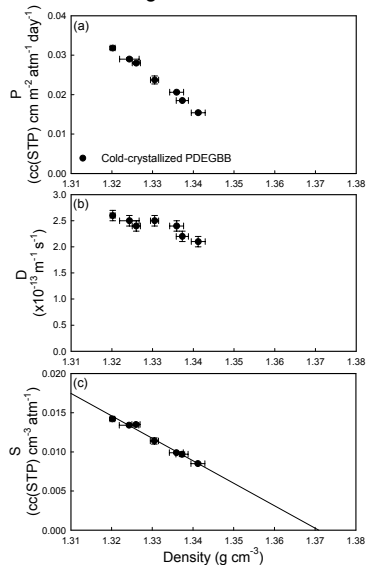 0.04
(a)
0.03
0.02
0.01
0.00
P
(cc(STP) cm m⁻² atm⁻¹ day⁻¹)
Cold-crystallized PDEGBB
1.31 1.32 1.33 1.34 1.35 1.36 1.37 1.38
3.0
(b)
2.5
2.0
1.5
1.0
0.5
0.0
D
(x10⁻¹³ m⁻¹ s⁻¹)
1.31 1.32 1.33 1.34 1.35 1.36 1.37 1.38
0.020
(c)
0.015
0.010
0.005
0.000
S
(cc(STP) cm⁻³ atm⁻¹)
1.31 1.32 1.33 1.34 1.35 1.36 1.37 1.38
Density (g cm⁻³)